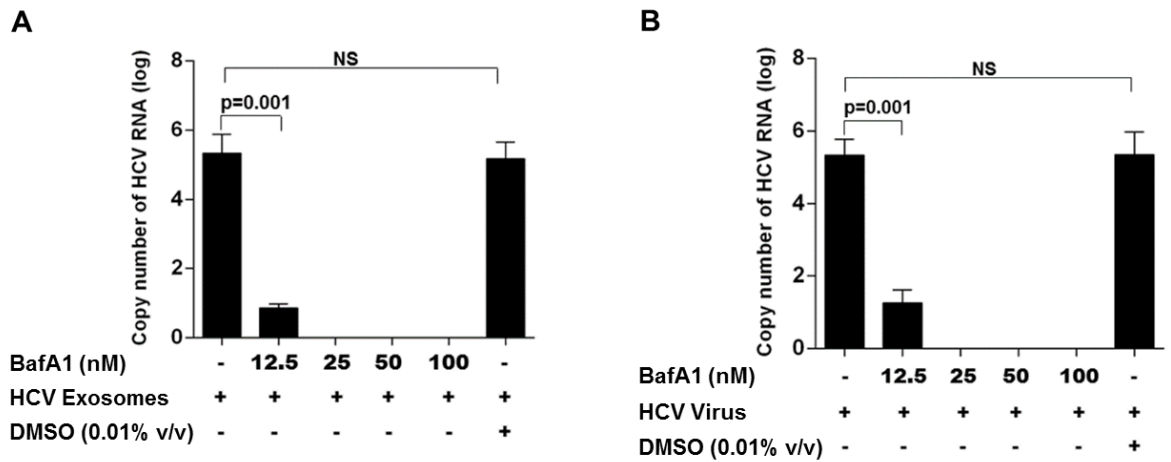 A
Copy number of HCV RNA (log)
8
6
4
2
0
NS
p=0.001
BafA1 (nM) - 12.5 25 50 100 -
HCV Exosomes + + + + + +
DMSO (0.01% v/v) - - - - - +
B
Copy number of HCV RNA (log)
8
6
4
2
0
NS
p=0.001
BafA1 (nM) - 12.5 25 50 100 -
HCV Virus + + + + + +
DMSO (0.01% v/v) - - - - - +